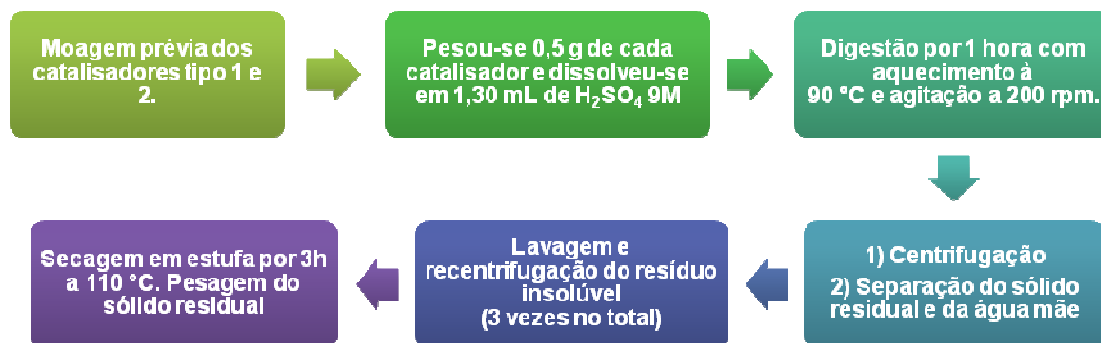 Moagem prévia dos
catalisadores tipo 1 e
2.
Pesou-se 0,5 g de cada
catalisador e dissolveu-se
em 1,30 mL de H₂SO₄ 9M
Digestão por 1 hora com
aquecimento à
90 °C e agitação a 200 rpm.
1) Centrifugação
2) Separação do sólido
residual e da água mãe
Lavagem e
recentrifugação do resíduo
insolúvel
(3 vezes no total)
Secagem em estufa por 3h
a 110 °C. Pesagem do
sólido residual